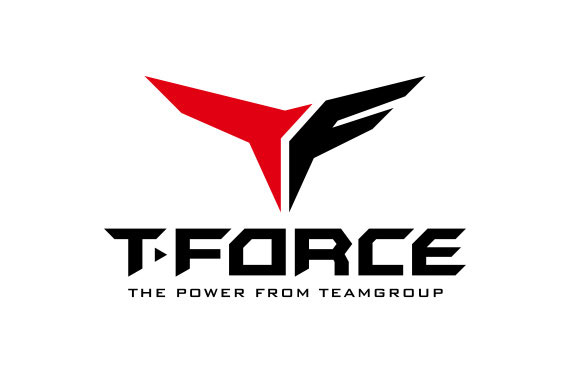 T-FORCE
THE POWER FROM TEAMGROUP